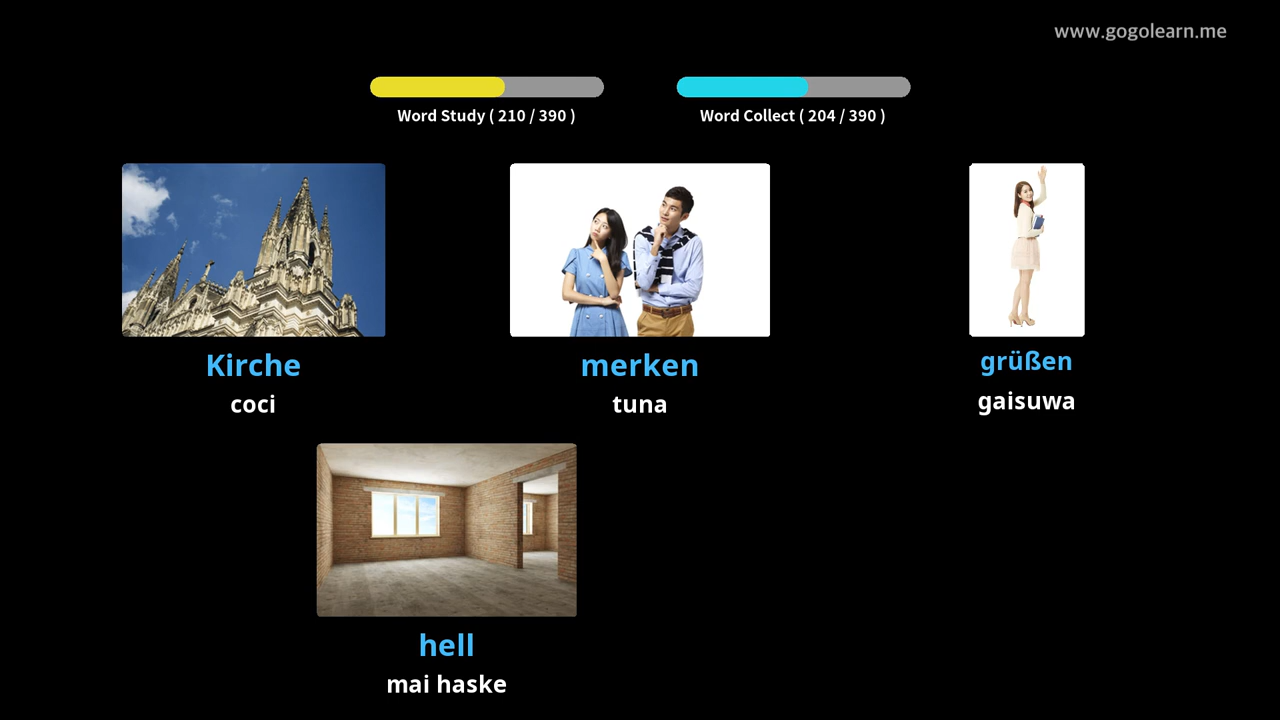 www.gogolearn.me
Word Study ( 210 / 390 )
Word Collect ( 204 / 390 )
Kirche
coci
merken
tuna
grüßen
gaisuwa
hell
mai haske